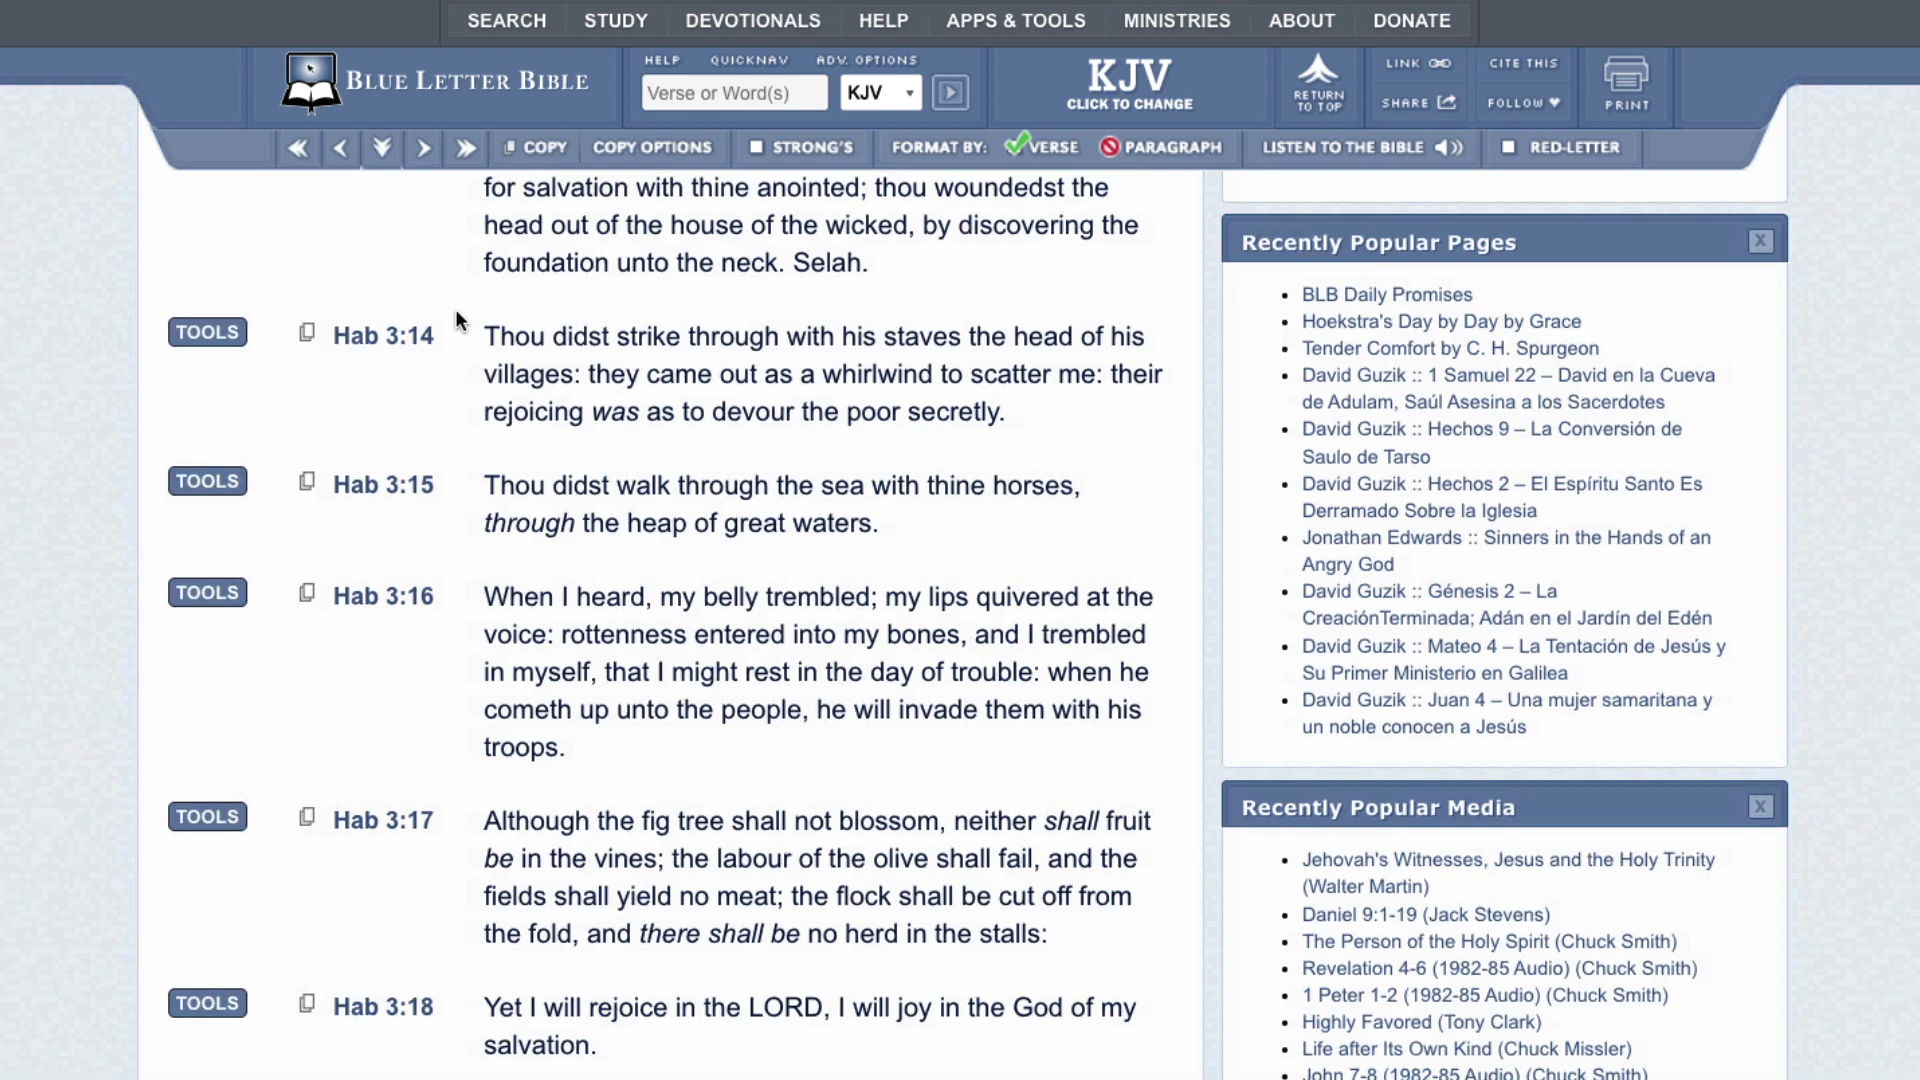 SEARCH STUDY DEVOTIONALS HELP APPS & TOOLS MINISTRIES ABOUT DONATE
BLUE LETTER BIBLE
HELP QUICKNAV ADV. OPTIONS
Verse or Word(s) KJV
KJV
CLICK TO CHANGE
RETURN
TO TOP
LINK CITE THIS
SHARE FOLLOW
PRINT
COPY COPY OPTIONS STRONG'S FORMAT BY: VERSE PARAGRAPH LISTEN TO THE BIBLE RED-LETTER
for salvation with thine anointed; thou woundedst the
head out of the house of the wicked, by discovering the
foundation unto the neck. Selah.
TOOLS Hab 3:14 Thou didst strike through with his staves the head of his
villages: they came out as a whirlwind to scatter me: their
rejoicing was as to devour the poor secretly.
TOOLS Hab 3:15 Thou didst walk through the sea with thine horses,
through the heap of great waters.
TOOLS Hab 3:16 When I heard, my belly trembled; my lips quivered at the
voice: rottenness entered into my bones, and I trembled
in myself, that I might rest in the day of trouble: when he
cometh up unto the people, he will invade them with his
troops.
TOOLS Hab 3:17 Although the fig tree shall not blossom, neither shall fruit
be in the vines; the labour of the olive shall fail, and the
fields shall yield no meat; the flock shall be cut off from
the fold, and there shall be no herd in the stalls:
TOOLS Hab 3:18 Yet I will rejoice in the LORD, I will joy in the God of my
salvation.
Recently Popular Pages X
BLB Daily Promises
Hoekstra's Day by Day by Grace
Tender Comfort by C. H. Spurgeon
David Guzik :: 1 Samuel 22 – David en la Cueva
de Adulam, Saúl Asesina a los Sacerdotes
David Guzik :: Hechos 9 – La Conversión de
Saulo de Tarso
David Guzik :: Hechos 2 – El Espíritu Santo Es
Derramado Sobre la Iglesia
Jonathan Edwards :: Sinners in the Hands of an
Angry God
David Guzik :: Génesis 2 – La
CreaciónTerminada; Adán en el Jardín del Edén
David Guzik :: Mateo 4 – La Tentación de Jesús y
Su Primer Ministerio en Galilea
David Guzik :: Juan 4 – Una mujer samaritana y
un noble conocen a Jesús
Recently Popular Media X
Jehovah's Witnesses, Jesus and the Holy Trinity
(Walter Martin)
Daniel 9:1-19 (Jack Stevens)
The Person of the Holy Spirit (Chuck Smith)
Revelation 4-6 (1982-85 Audio) (Chuck Smith)
1 Peter 1-2 (1982-85 Audio) (Chuck Smith)
Highly Favored (Tony Clark)
Life after Its Own Kind (Chuck Missler)
John 7-8 (1982-85 Audio) (Chuck Smith)